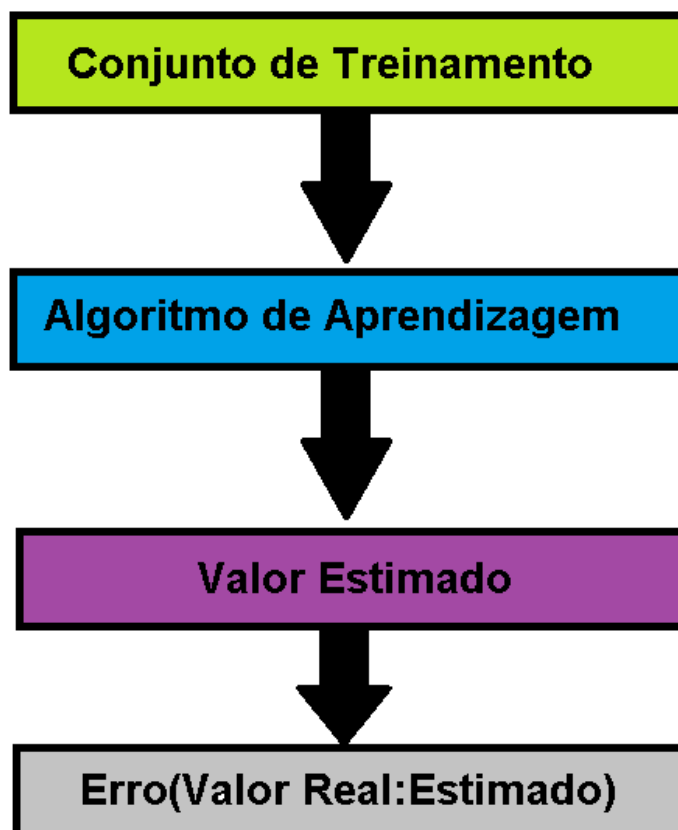 Conjunto de Treinamento
Algoritmo de Aprendizagem
Valor Estimado
Erro(Valor Real:Estimado)